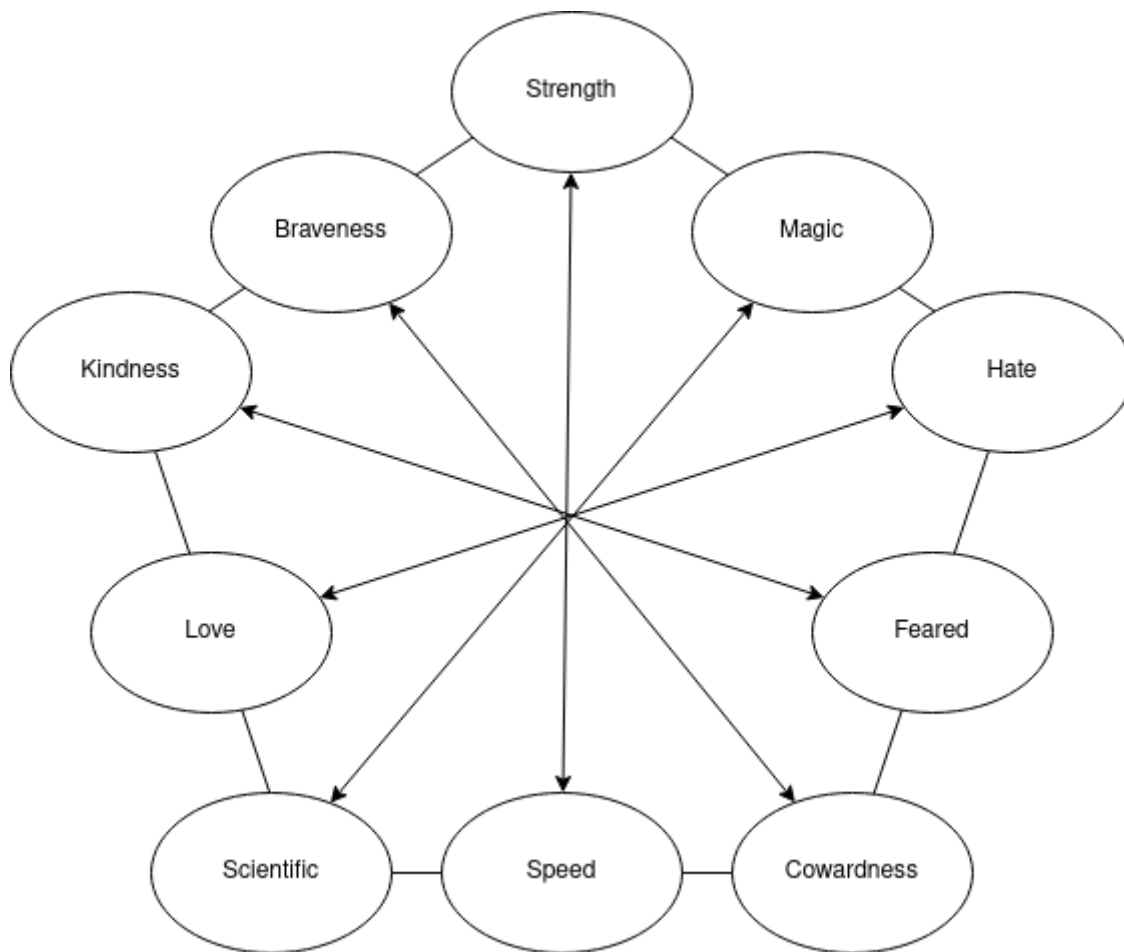 Strength
Braveness
Magic
Kindness
Hate
Love
Feared
Scientific
Speed
Cowardness